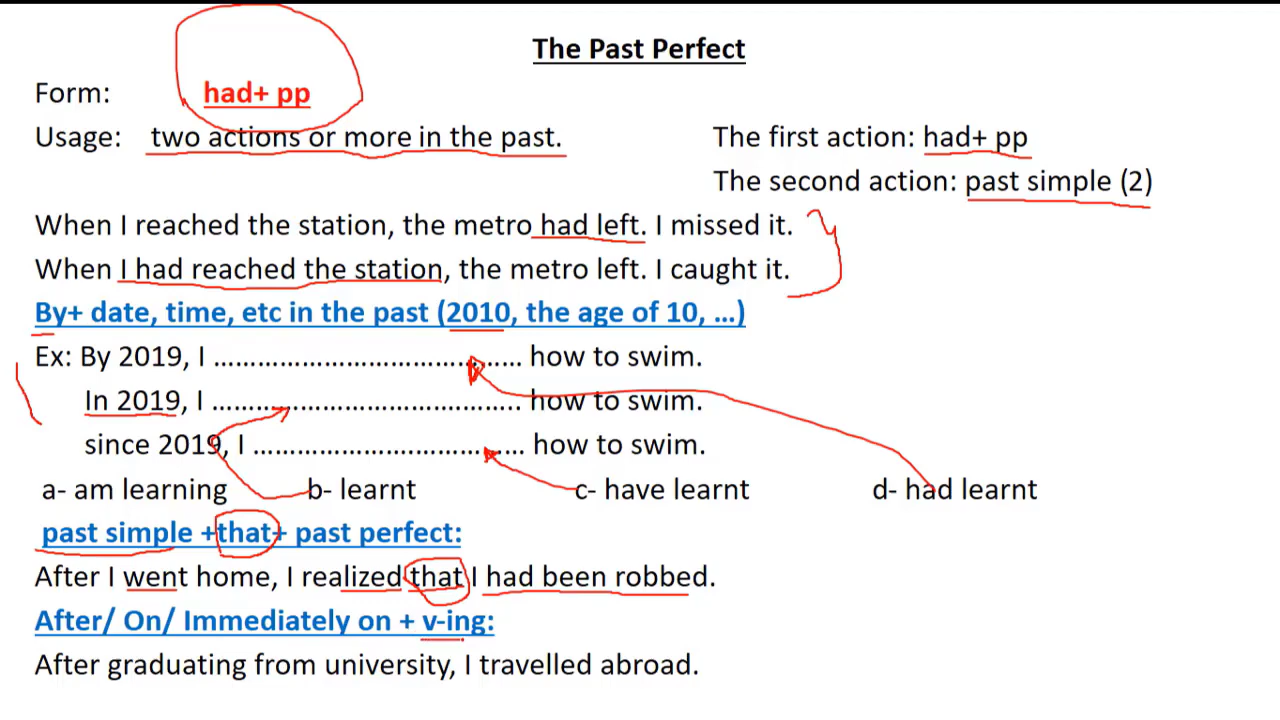 The Past Perfect
Form: had+ pp
Usage: two actions or more in the past. The first action: had+ pp
The second action: past simple (2)
When I reached the station, the metro had left. I missed it.
When I had reached the station, the metro left. I caught it.
By+ date, time, etc in the past (2010, the age of 10, ...)
Ex: By 2019, I ................................................ how to swim.
In 2019, I ................................................ how to swim.
since 2019, I .......................................... how to swim.
a- am learning b- learnt c- have learnt d- had learnt
past simple +that+ past perfect:
After I went home, I realized that I had been robbed.
After/ On/ Immediately on + v-ing:
After graduating from university, I travelled abroad.